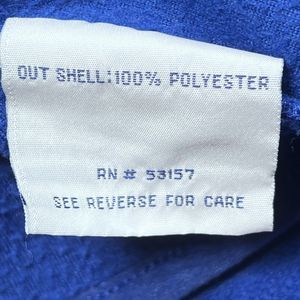 OUT SHELL:100% POLYESTER
RN # 53157
SEE REVERSE FOR CARE